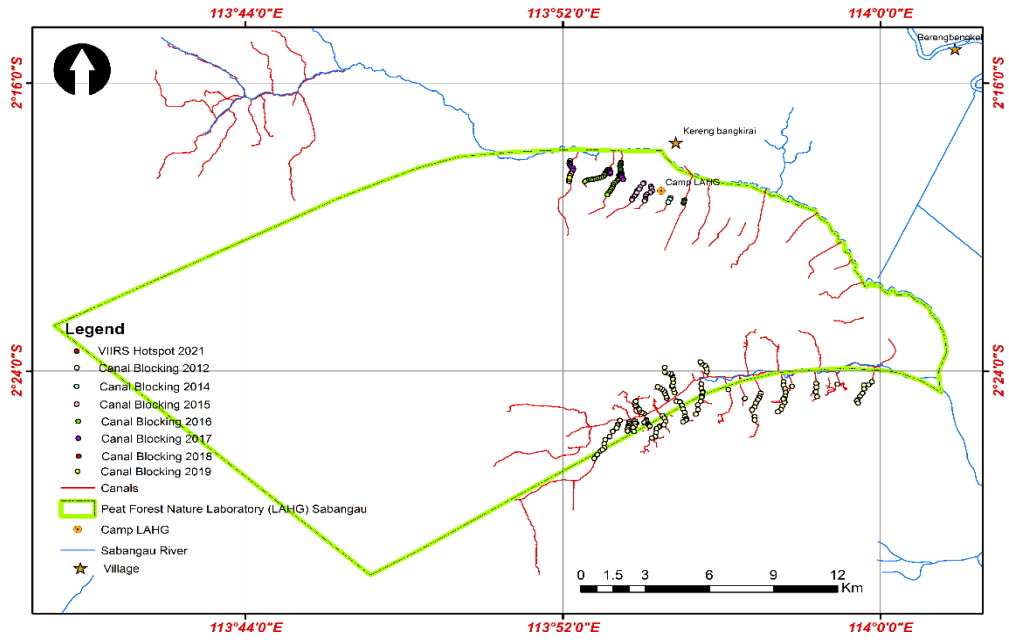 113°44'0"E 113°52'0"E 114°0'0"E
Berengbengkel
2°16'0"S 2°16'0"S
Kereng bangkirai
Camp LAHG
Legend
VIIRS Hotspot 2021
Canal Blocking 2012
Canal Blocking 2014
Canal Blocking 2015
Canal Blocking 2016
Canal Blocking 2017
Canal Blocking 2018
Canal Blocking 2019
Canals
Peat Forest Nature Laboratory (LAHG) Sabangau
Camp LAHG
Sabangau River
Village
2°24'0"S 2°24'0"S
0 1.5 3 6 9 12
Km
113°44'0"E 113°52'0"E 114°0'0"E